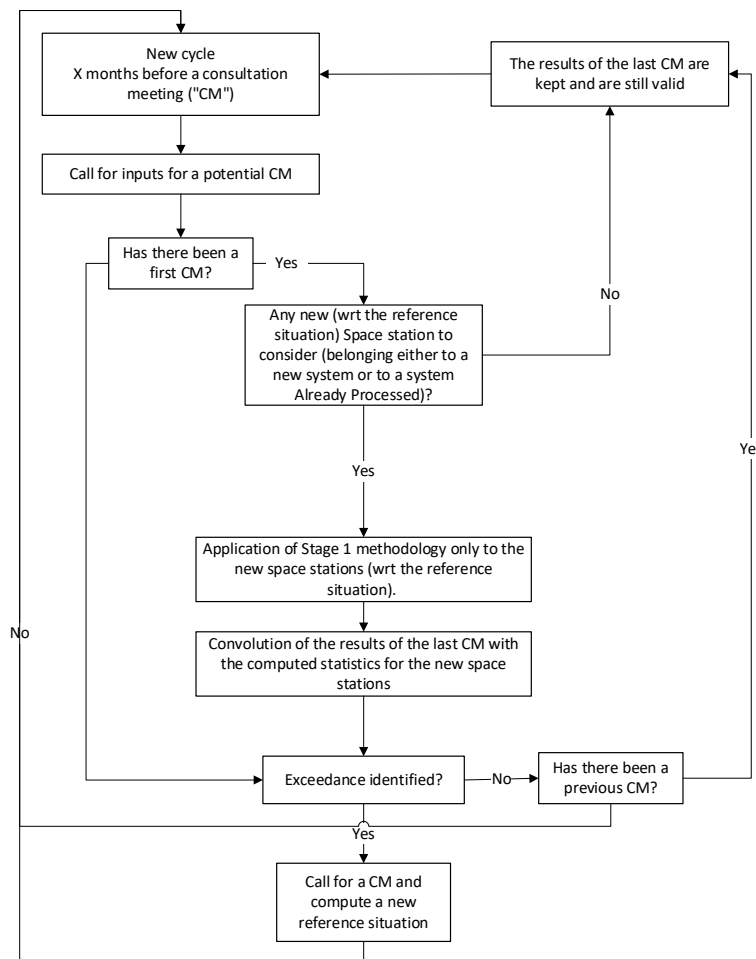 New cycle
X months before a consultation
meeting ("CM")
The results of the last CM are
kept and are still valid
Call for inputs for a potential CM
Has there been a
first CM?
Yes
No
Any new (wrt the reference
situation) Space station to
consider (belonging either to a
new system or to a system
Already Processed)?
Ye
Yes
Application of Stage 1 methodology only to the
new space stations (wrt the reference
situation).
No
Convolution of the results of the last CM with
the computed statistics for the new space
stations
Exceedance identified?
No
Has there been a
previous CM?
Yes
Call for a CM and
compute a new
reference situation